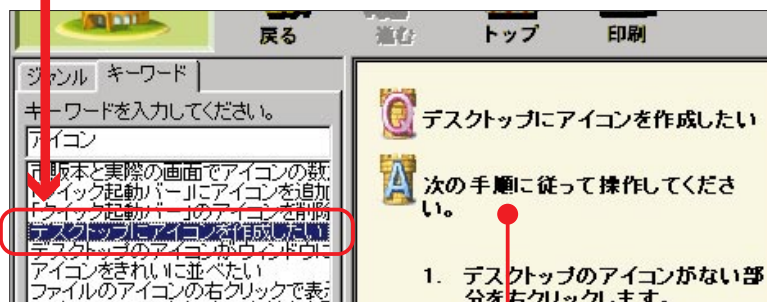 戻る
進む
トップ
印刷
ジャンル
キーワード
キーワードを入力してください。
アイコン
市販本と実際の画面でアイコンの数
「クイック起動バー」にアイコンを追加
「クイック起動バー」のアイコンを削除
デスクトップにアイコンを作成したい
デスクトップのアイコンがウィンドウに
アイコンをきれいに並べたい
ファイルのアイコンの右クリックで表示
Q デスクトップにアイコンを作成したい
A 次の手順に従って操作してくださ
い。
1. デスクトップのアイコンがない部
分を右クリックします。